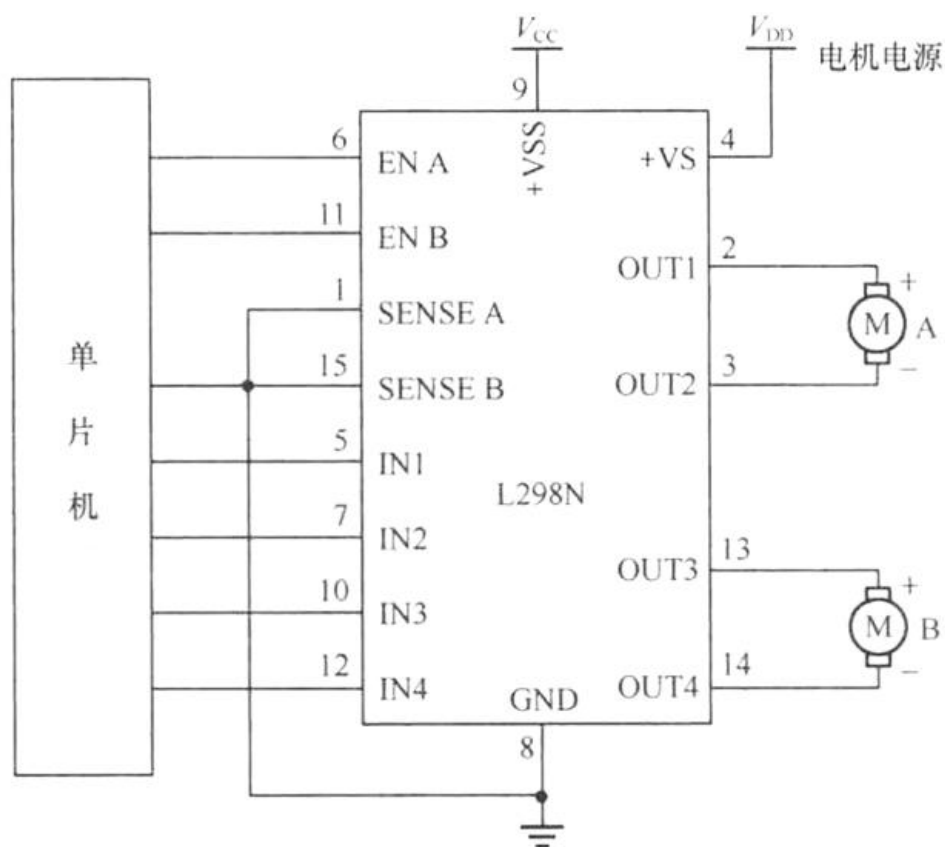 V_CC
V_DD
电机电源
9
6
EN A
+VSS
+VS
4
11
EN B
1
SENSE A
OUT1
2
+
M
A
15
SENSE B
OUT2
3
−
单片机
5
IN1
L298N
7
IN2
OUT3
13
10
IN3
+
M
B
12
IN4
OUT4
14
−
GND
8